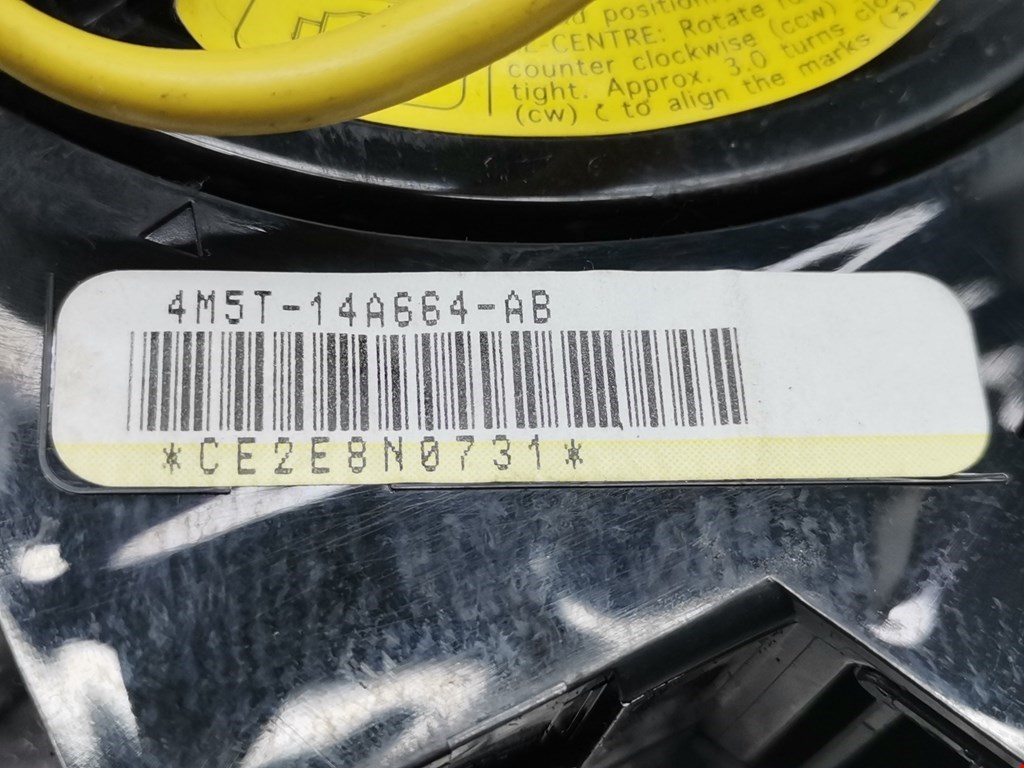 position
E-CENTRE: Rotate
counter clockwise (ccw)
tight. Approx. 3.0 turns
(cw) to align the marks
4M5T-14A664-AB
*CE2E8N0731*